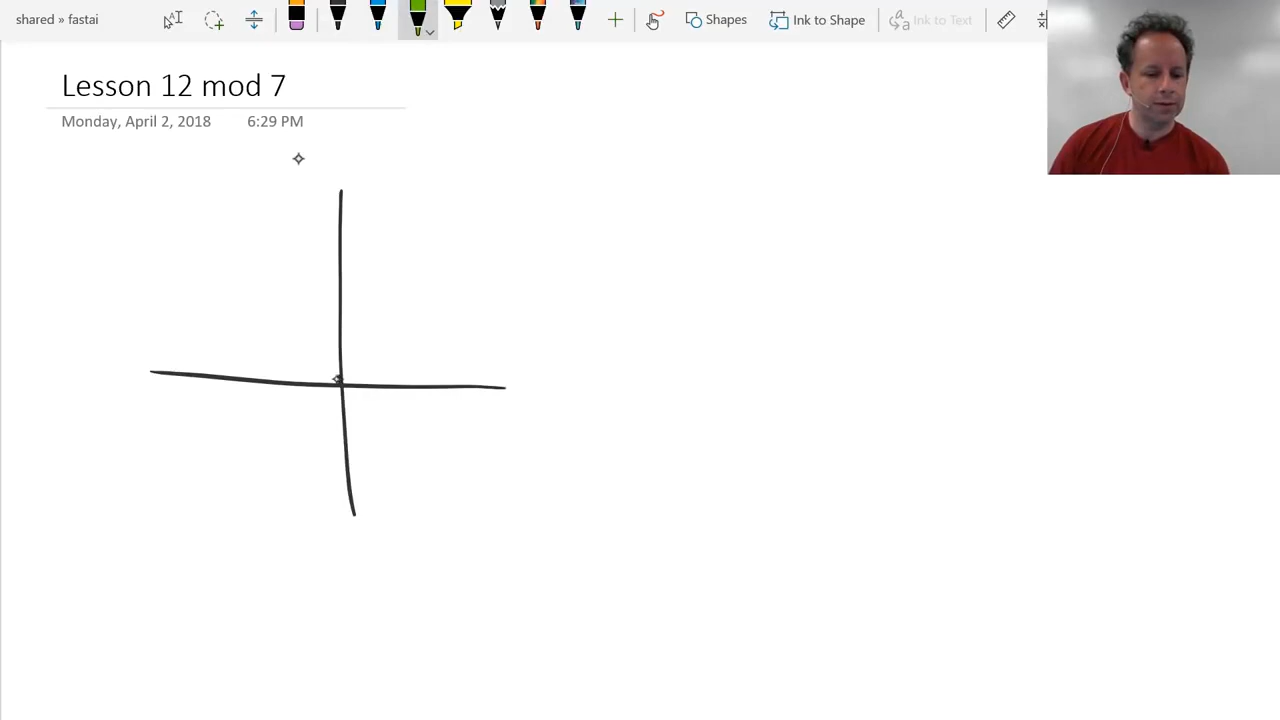 shared » fastai
Shapes
Ink to Shape
Ink to Text
Lesson 12 mod 7
Monday, April 2, 2018 6:29 PM